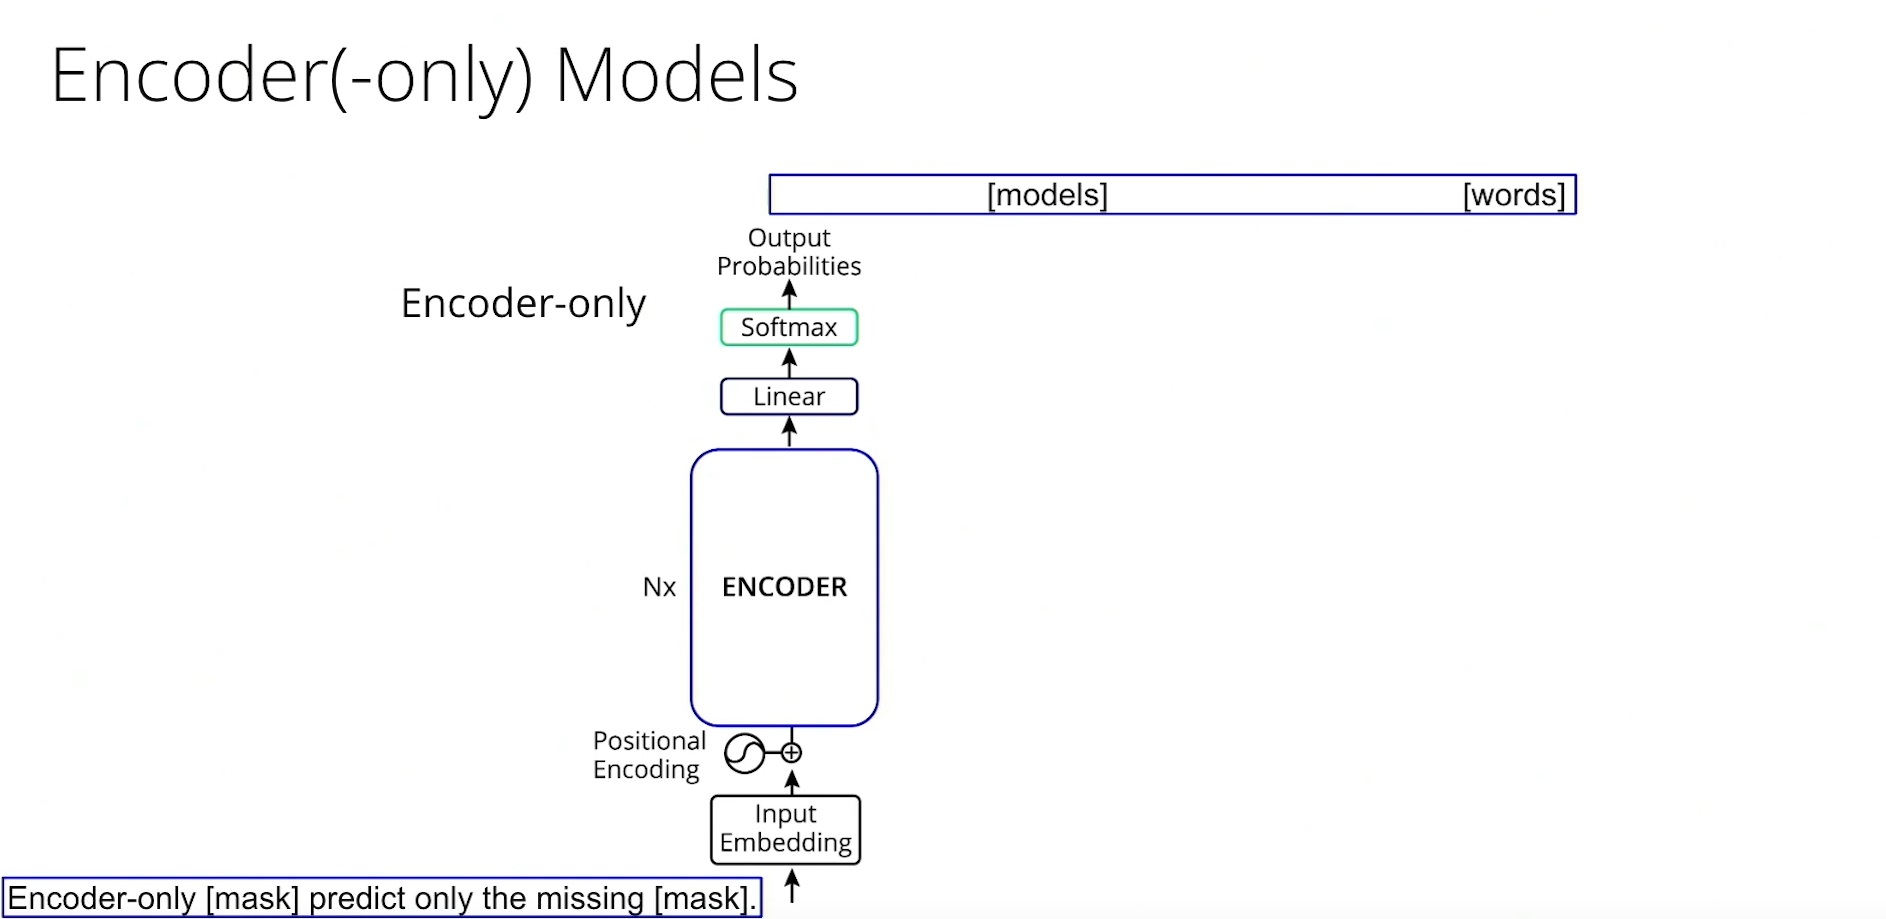 Encoder(-only) Models
[models] [words]
Output
Probabilities
Encoder-only
Softmax
Linear
Nx
ENCODER
Positional
Encoding
Input
Embedding
Encoder-only [mask] predict only the missing [mask].